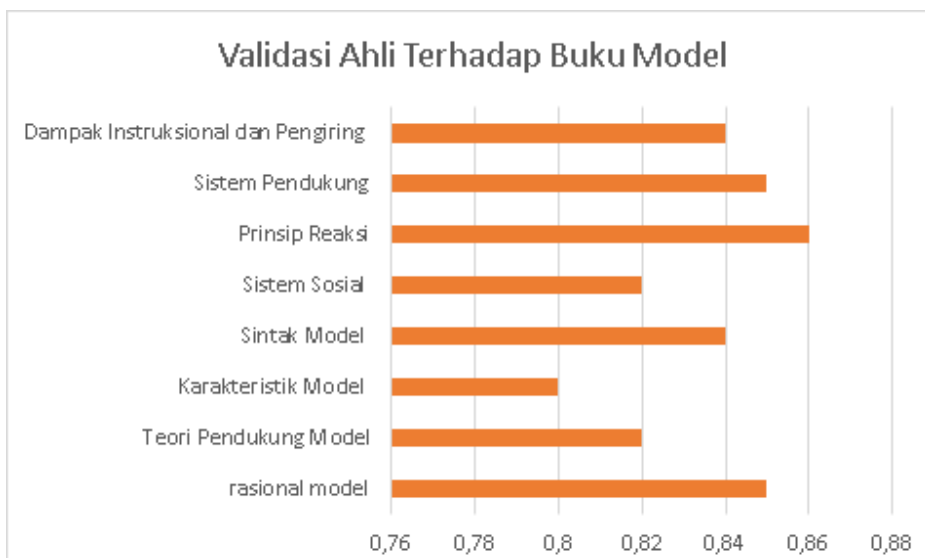 Validasi Ahli Terhadap Buku Model
Dampak Instruksional dan Pengiring
Sistem Pendukung
Prinsip Reaksi
Sistem Sosial
Sintak Model
Karakteristik Model
Teori Pendukung Model
rasional model
0,76 0,78 0,8 0,82 0,84 0,86 0,88